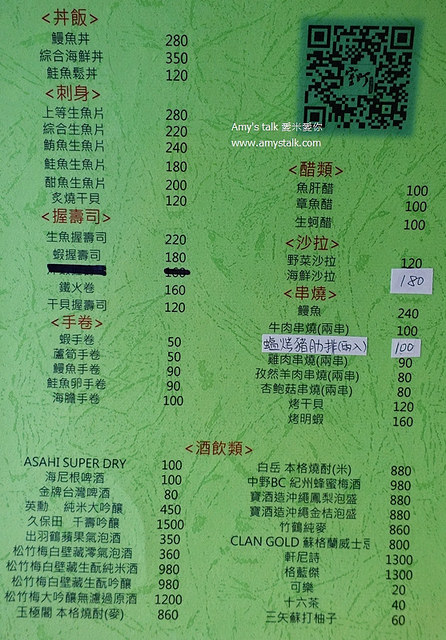 <丼飯>
鰻魚丼 280
綜合海鮮丼 350
鮭魚鬆丼 120
<刺身>
上等生魚片 280
綜合生魚片 220
鮪魚生魚片 240
鮭魚生魚片 180
甜魚生魚片 200
炙燒干貝 120
<握壽司>
生魚握壽司 220
蝦握壽司 180
鐵火卷 160
干貝握壽司 120
<手卷>
蝦手卷 50
蘆筍手卷 50
鰻魚手卷 90
鮭魚卵手卷 90
海膽手卷 100
Amy's talk 愛米愛你
www.amystalk.com
<醋類>
魚肝醋 100
章魚醋 100
生蚵醋 100
<沙拉>
野菜沙拉 120
海鮮沙拉 180
<串燒>
鰻魚 240
牛肉串燒(兩串) 100
烤豬肋排(兩入) 100
雞肉串燒(兩串) 90
孜然羊肉串燒(兩串) 80
杏鮑菇串燒(兩串) 80
烤干貝 120
烤明蝦 160
<酒飲類>
ASAHI SUPER DRY 100
海尼根啤酒 100
金牌台灣啤酒 80
英勳 純米大吟釀 450
久保田 千壽吟釀 1500
出羽鶴蘋果氣泡酒 350
松竹梅白壁藏澪氣泡酒 360
松竹梅白壁藏生酛純米酒 980
松竹梅白壁藏生酛吟釀 980
松竹梅大吟釀無濾過原酒 1200
玉極閣 本格燒酎(麥) 860
白岳 本格燒酎(米) 880
中野BC 紀州蜂蜜梅酒 980
寶酒造沖繩鳳梨泡盛 880
寶酒造沖繩金桔泡盛 880
竹鶴純麥 860
CLAN GOLD 蘇格蘭威士忌 800
軒尼詩 1300
格藍傑 1300
可樂 20
十六茶 40
三矢蘇打柚子 60